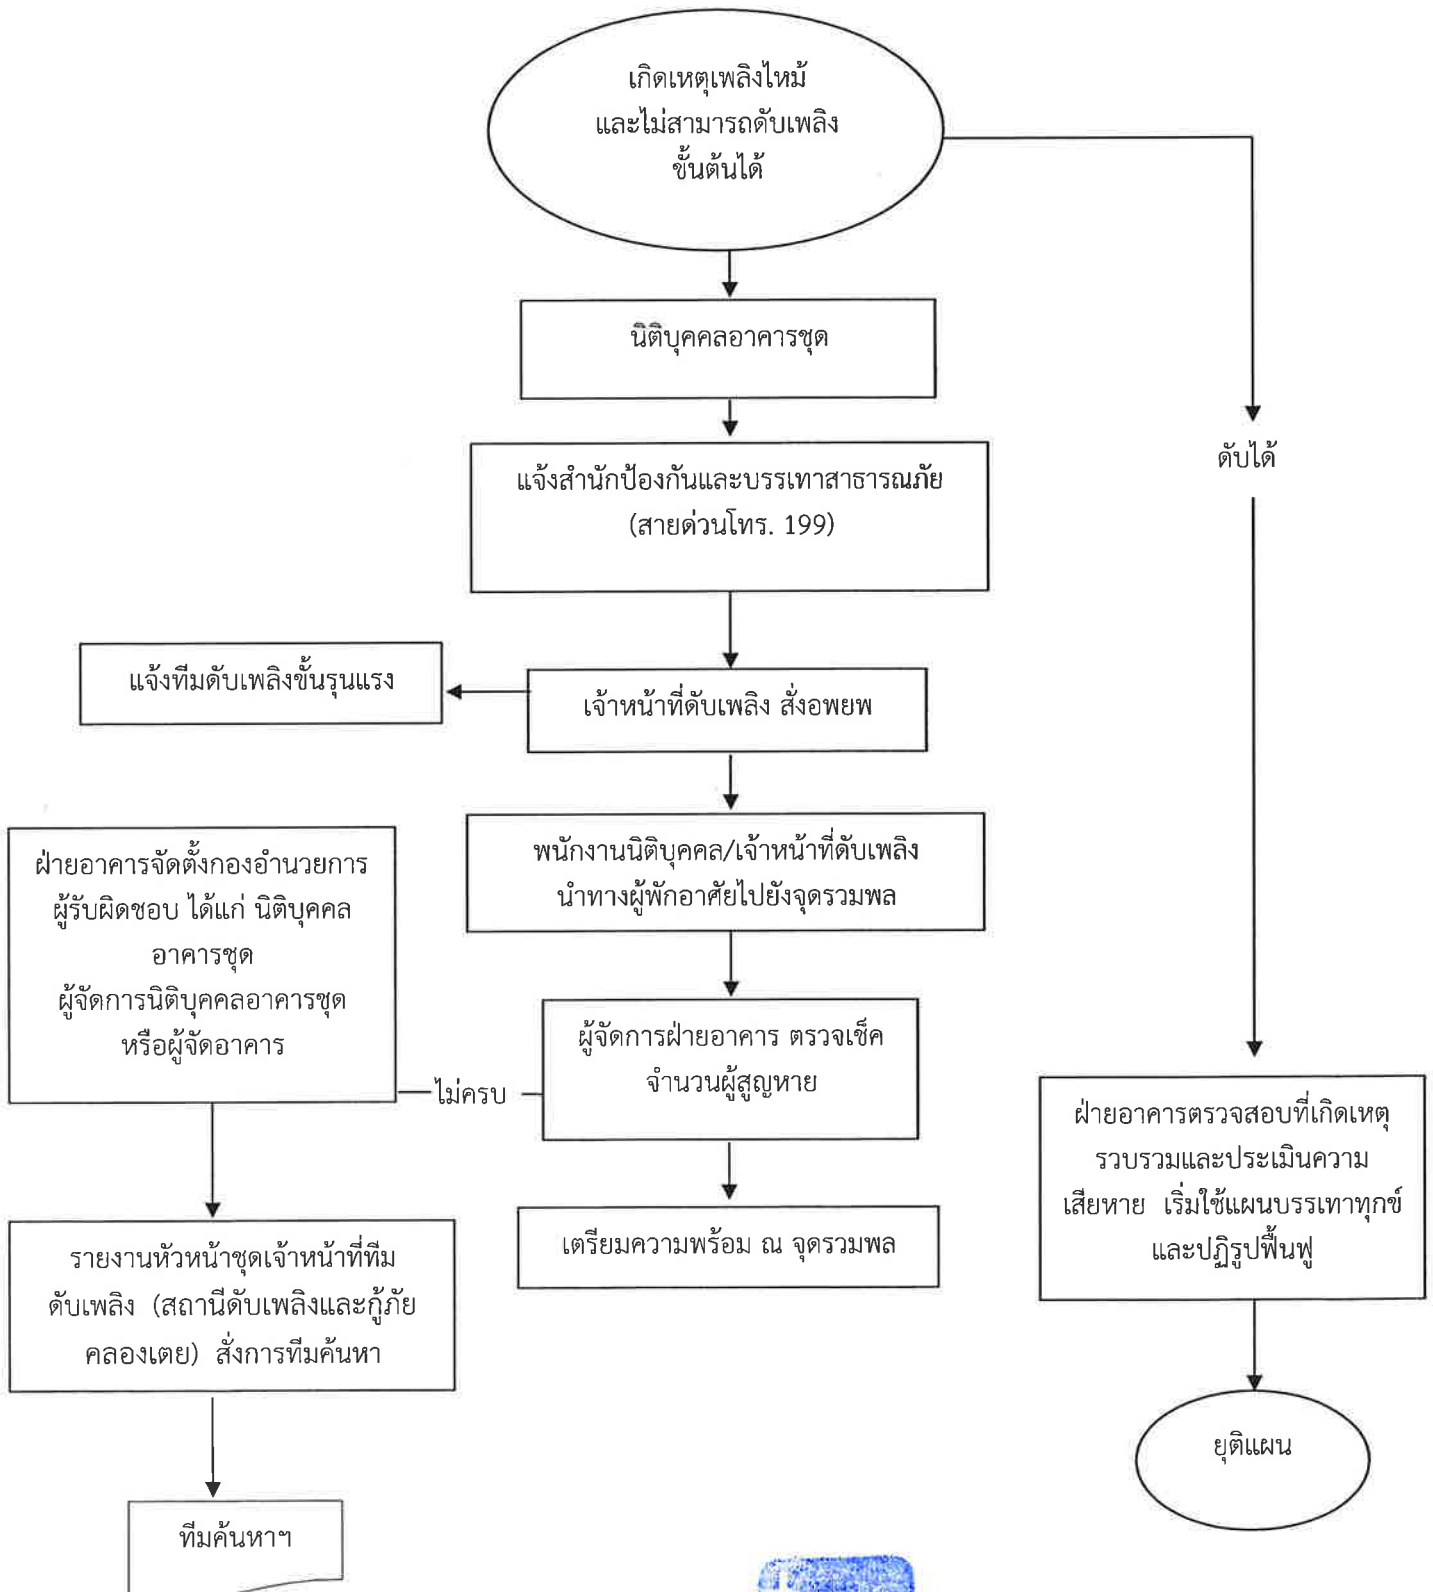 เกิดเหตุเพลิงไหม้
และไม่สามารถดับเพลิง
ขั้นต้นได้
นิติบุคคลอาคารชุด
แจ้งสำนักป้องกันและบรรเทาสาธารณภัย
(สายด่วนโทร. 199)
ดับได้
แจ้งทีมดับเพลิงขั้นรุนแรง
เจ้าหน้าที่ดับเพลิง สั่งอพยพ
พนักงานนิติบุคคล/เจ้าหน้าที่ดับเพลิง
นำทางผู้พักอาศัยไปยังจุดรวมพล
ฝ่ายอาคารจัดตั้งกองอำนวยการ
ผู้รับผิดชอบ ได้แก่ นิติบุคคล
อาคารชุด
ผู้จัดการนิติบุคคลอาคารชุด
หรือผู้จัดอาคาร
ไม่ครบ
ผู้จัดการฝ่ายอาคาร ตรวจเช็ค
จำนวนผู้สูญหาย
เตรียมความพร้อม ณ จุดรวมพล
ฝ่ายอาคารตรวจสอบที่เกิดเหตุ
รวบรวมและประเมินความ
เสียหาย เริ่มใช้แผนบรรเทาทุกข์
และปฏิรูปฟื้นฟู
รายงานหัวหน้าชุดเจ้าหน้าที่ทีม
ดับเพลิง (สถานีดับเพลิงและกู้ภัย
คลองเตย) สั่งการทีมค้นหา
ยุติแผน
ทีมค้นหาฯ